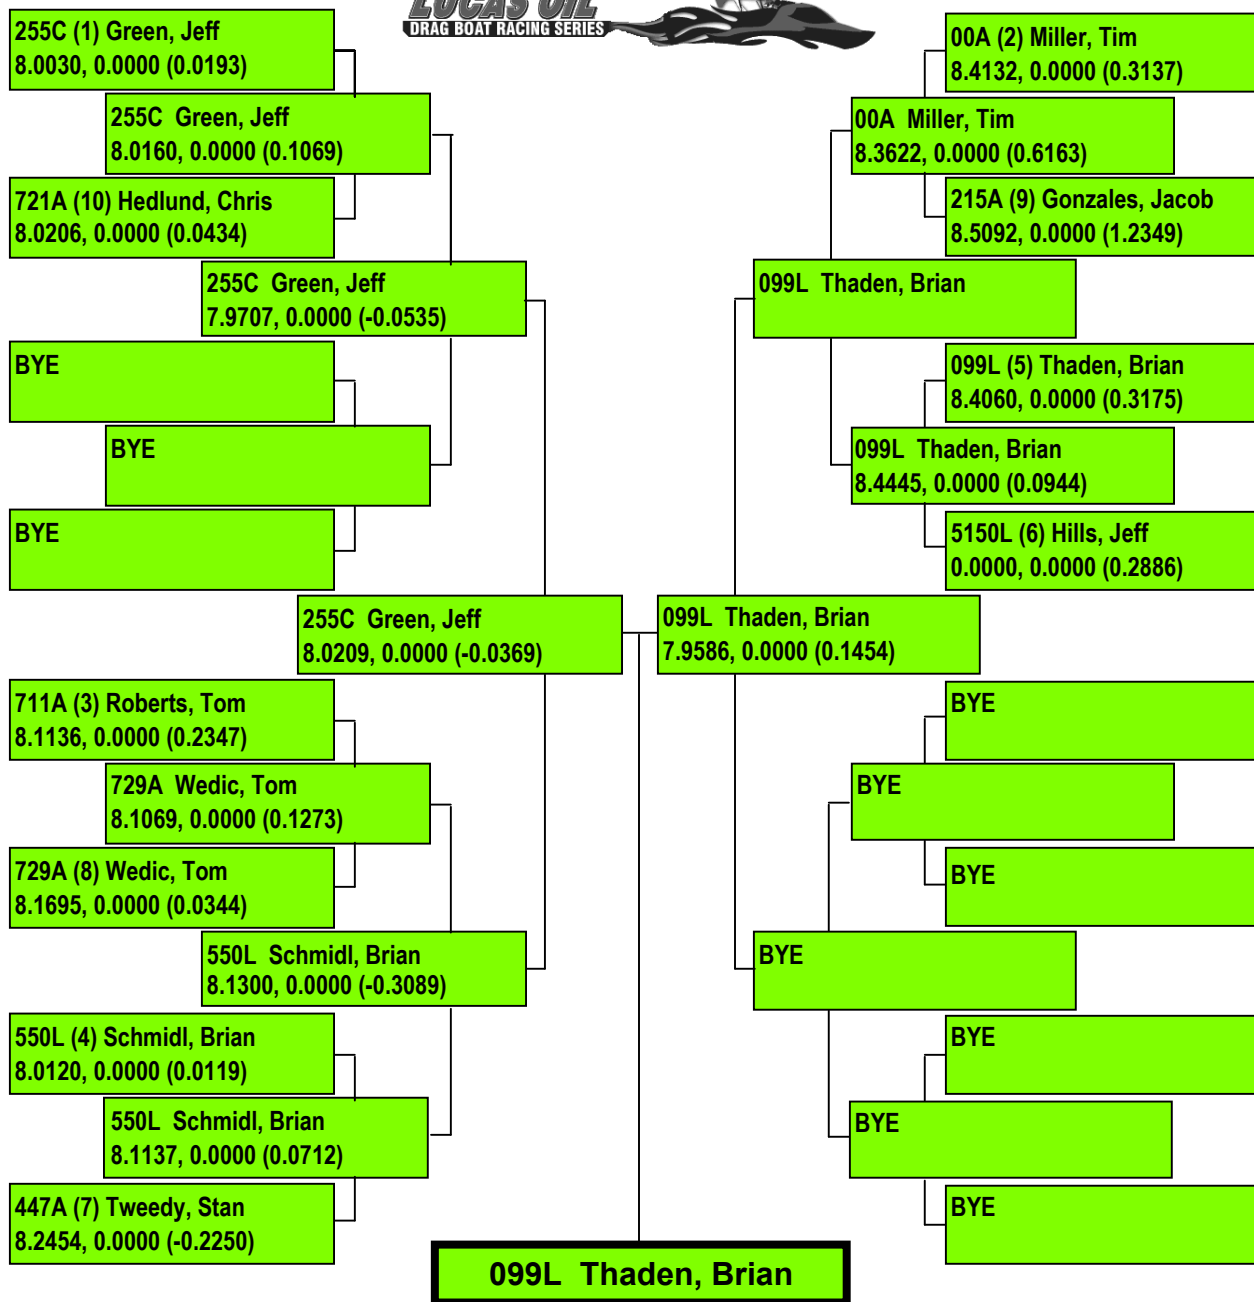 LUCAS OIL
DRAG BOAT RACING SERIES
255C (1) Green, Jeff
8.0030, 0.0000 (0.0193)
255C Green, Jeff
8.0160, 0.0000 (0.1069)
721A (10) Hedlund, Chris
8.0206, 0.0000 (0.0434)
255C Green, Jeff
7.9707, 0.0000 (-0.0535)
BYE
BYE
BYE
255C Green, Jeff
8.0209, 0.0000 (-0.0369)
711A (3) Roberts, Tom
8.1136, 0.0000 (0.2347)
729A Wedic, Tom
8.1069, 0.0000 (0.1273)
729A (8) Wedic, Tom
8.1695, 0.0000 (0.0344)
550L Schmidl, Brian
8.1300, 0.0000 (-0.3089)
550L (4) Schmidl, Brian
8.0120, 0.0000 (0.0119)
550L Schmidl, Brian
8.1137, 0.0000 (0.0712)
447A (7) Tweedy, Stan
8.2454, 0.0000 (-0.2250)
00A (2) Miller, Tim
8.4132, 0.0000 (0.3137)
00A Miller, Tim
8.3622, 0.0000 (0.6163)
215A (9) Gonzales, Jacob
8.5092, 0.0000 (1.2349)
099L Thaden, Brian
099L (5) Thaden, Brian
8.4060, 0.0000 (0.3175)
099L Thaden, Brian
8.4445, 0.0000 (0.0944)
5150L (6) Hills, Jeff
0.0000, 0.0000 (0.2886)
099L Thaden, Brian
7.9586, 0.0000 (0.1454)
BYE
BYE
BYE
BYE
BYE
BYE
BYE
099L Thaden, Brian